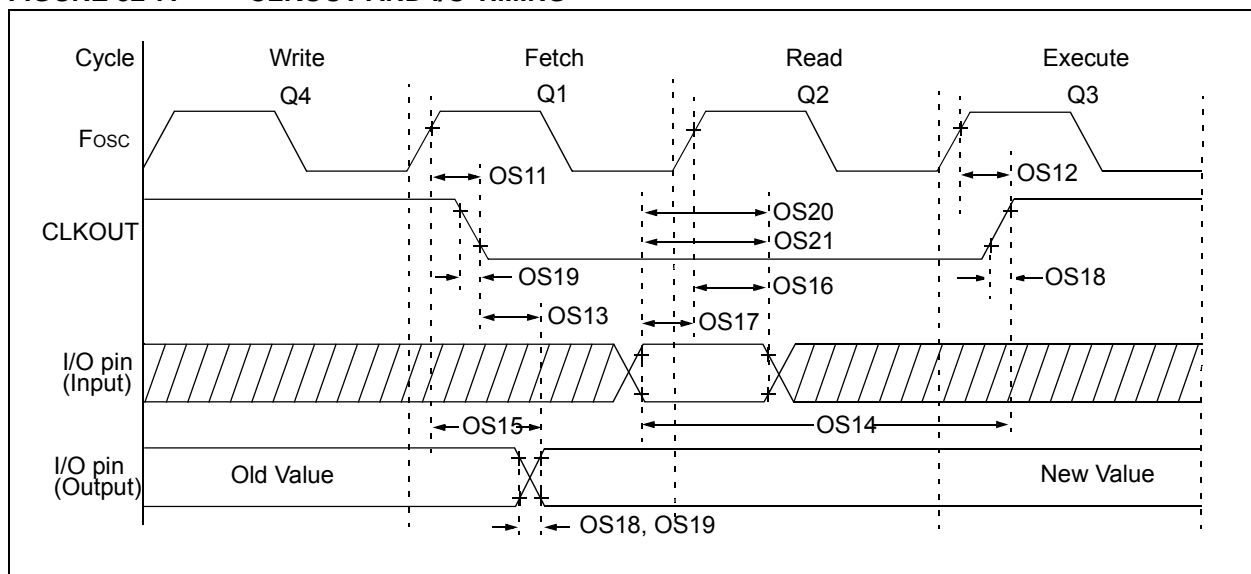 Cycle Write Fetch Read Execute
Q4 Q1 Q2 Q3
Fosc
OS11 OS12
CLKOUT
OS20
OS21
OS19 OS16 OS18
OS13 OS17
I/O pin
(Input)
OS15 OS14
I/O pin
(Output)
Old Value New Value
OS18, OS19